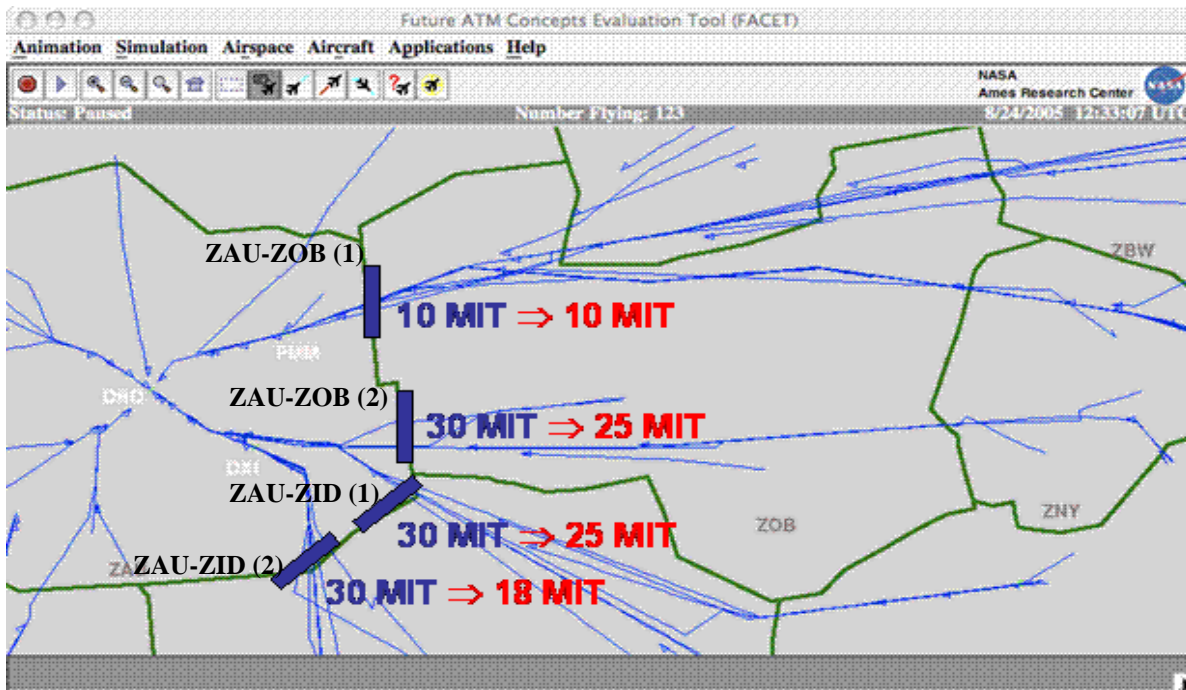 Future ATM Concepts Evaluation Tool (FACET)
Animation Simulation Airspace Aircraft Applications Help
NASA
Ames Research Center
NASA
Status: Paused
Number Flying: 123
8/24/2005 12:33:07 UTC
ZAU-ZOB (1)
ZBW
10 MIT ⇒ 10 MIT
ZAU-ZOB (2)
30 MIT ⇒ 25 MIT
ZAU-ZID (1)
ZOB
ZNY
30 MIT ⇒ 25 MIT
ZAU-ZID (2)
30 MIT ⇒ 18 MIT